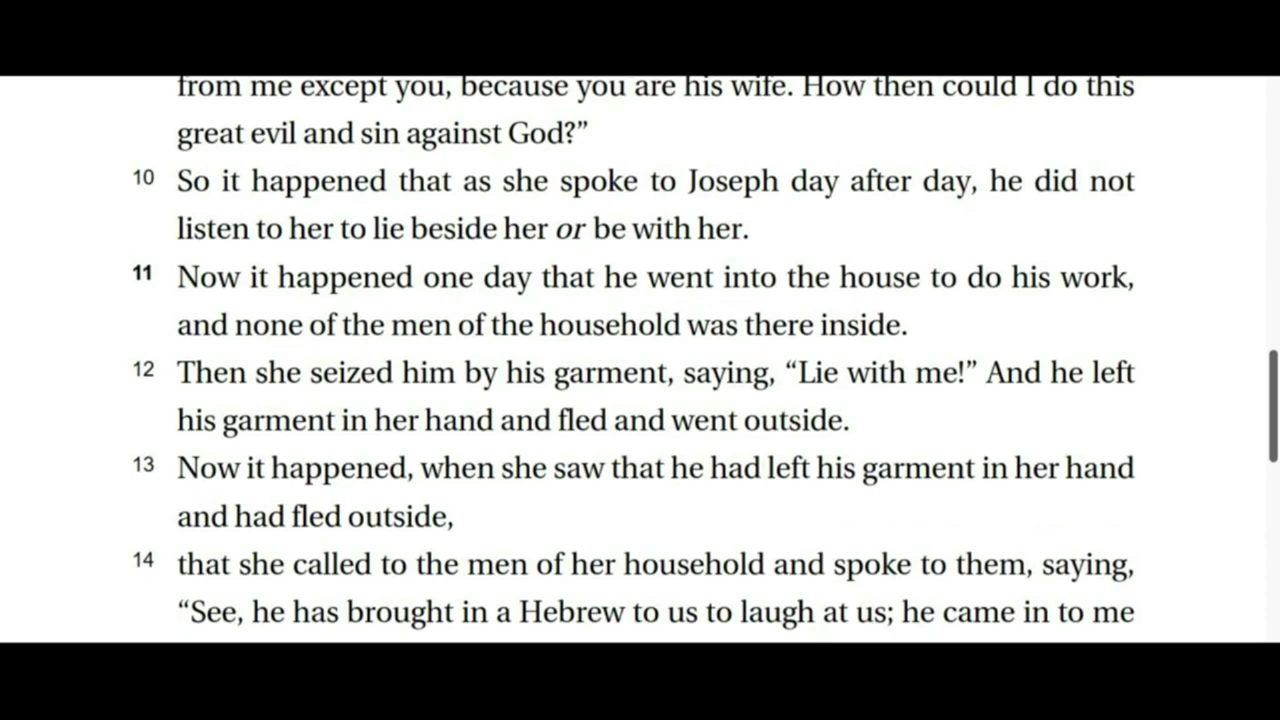 from me except you, because you are his wife. How then could I do this
great evil and sin against God?”
10 So it happened that as she spoke to Joseph day after day, he did not
listen to her to lie beside her or be with her.
11 Now it happened one day that he went into the house to do his work,
and none of the men of the household was there inside.
12 Then she seized him by his garment, saying, “Lie with me!” And he left
his garment in her hand and fled and went outside.
13 Now it happened, when she saw that he had left his garment in her hand
and had fled outside,
14 that she called to the men of her household and spoke to them, saying,
“See, he has brought in a Hebrew to us to laugh at us; he came in to me